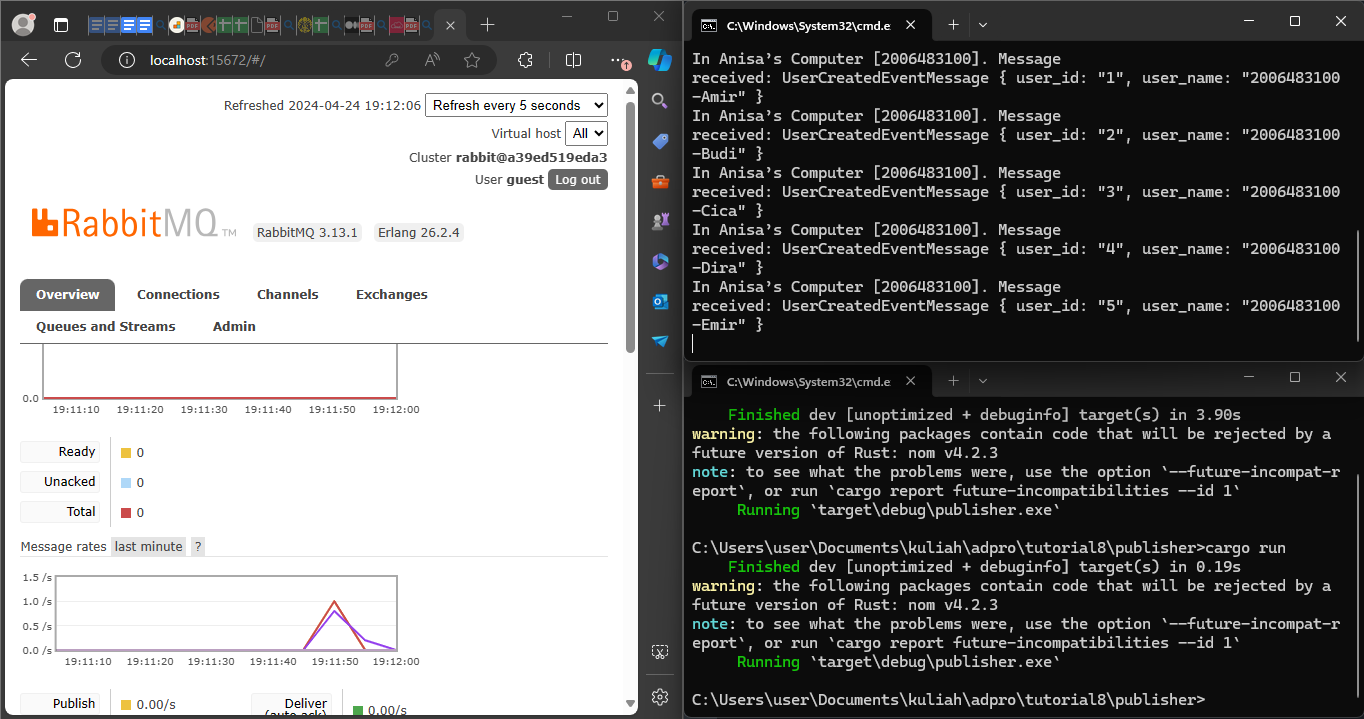 localhost:15672/#/
Refreshed 2024-04-24 19:12:06 Refresh every 5 seconds
Virtual host All
Cluster rabbit@a39ed519eda3
User guest Log out
RabbitMQ TM RabbitMQ 3.13.1 Erlang 26.2.4
Overview Connections Channels Exchanges
Queues and Streams Admin
0.0
19:11:10 19:11:20 19:11:30 19:11:40 19:11:50 19:12:00
Ready 0
Unacked 0
Total 0
Message rates last minute ?
1.5 /s
1.0 /s
0.5 /s
0.0 /s
19:11:10 19:11:20 19:11:30 19:11:40 19:11:50 19:12:00
Publish 0.00/s
Deliver
(auto ack) 0.00/s
C:\Windows\System32\cmd.e
In Anisa’s Computer [2006483100]. Message
received: UserCreatedEventMessage { user_id: "1", user_name: "2006483100
-Amir" }
In Anisa’s Computer [2006483100]. Message
received: UserCreatedEventMessage { user_id: "2", user_name: "2006483100
-Budi" }
In Anisa’s Computer [2006483100]. Message
received: UserCreatedEventMessage { user_id: "3", user_name: "2006483100
-Cica" }
In Anisa’s Computer [2006483100]. Message
received: UserCreatedEventMessage { user_id: "4", user_name: "2006483100
-Dira" }
In Anisa’s Computer [2006483100]. Message
received: UserCreatedEventMessage { user_id: "5", user_name: "2006483100
-Emir" }
C:\Windows\System32\cmd.e
Finished dev [unoptimized + debuginfo] target(s) in 3.90s
warning: the following packages contain code that will be rejected by a
future version of Rust: nom v4.2.3
note: to see what the problems were, use the option `--future-incompat-r
eport`, or run `cargo report future-incompatibilities --id 1`
Running `target\debug\publisher.exe`
C:\Users\user\Documents\kuliah\adpro\tutorial8\publisher>cargo run
Finished dev [unoptimized + debuginfo] target(s) in 0.19s
warning: the following packages contain code that will be rejected by a
future version of Rust: nom v4.2.3
note: to see what the problems were, use the option `--future-incompat-r
eport`, or run `cargo report future-incompatibilities --id 1`
Running `target\debug\publisher.exe`
C:\Users\user\Documents\kuliah\adpro\tutorial8\publisher>